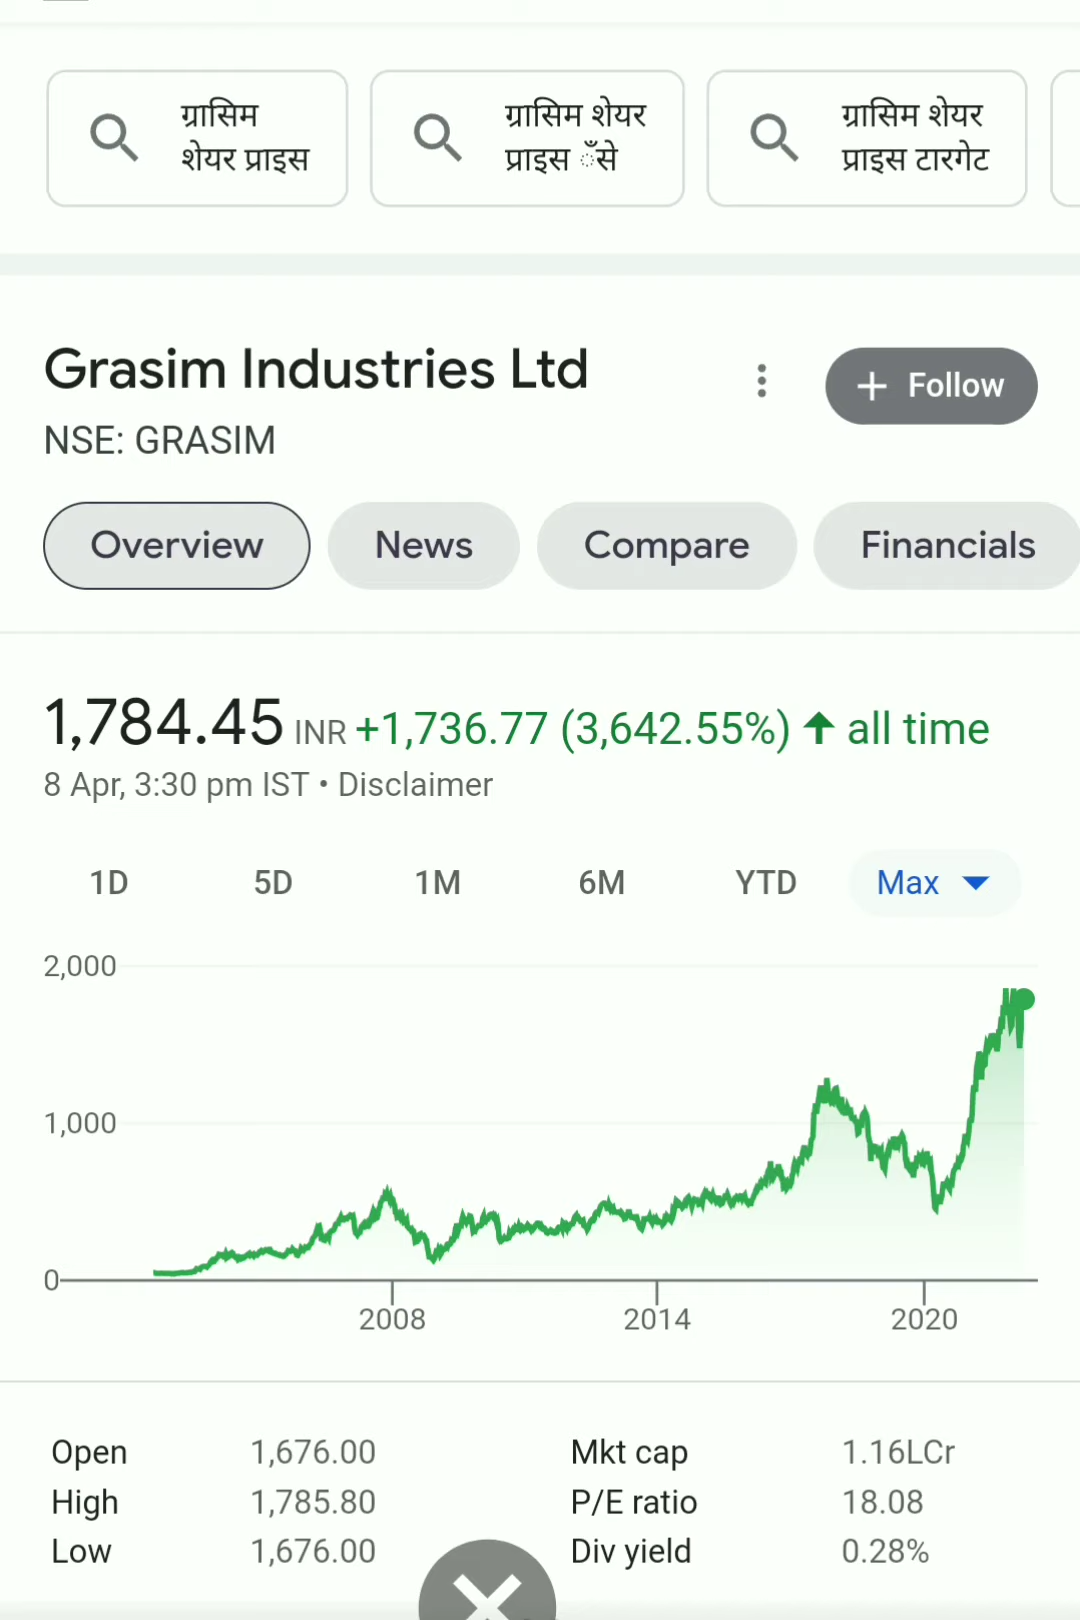 ग्रासिम
शेयर प्राइस
ग्रासिम शेयर
प्राइस ँसे
ग्रासिम शेयर
प्राइस टारगेट
Grasim Industries Ltd
+ Follow
NSE: GRASIM
Overview News Compare Financials
1,784.45 INR +1,736.77 (3,642.55%) ↑ all time
8 Apr, 3:30 pm IST • Disclaimer
1D 5D 1M 6M YTD Max
2,000
1,000
0
2008 2014 2020
Open 1,676.00 Mkt cap 1.16LCr
High 1,785.80 P/E ratio 18.08
Low 1,676.00 Div yield 0.28%